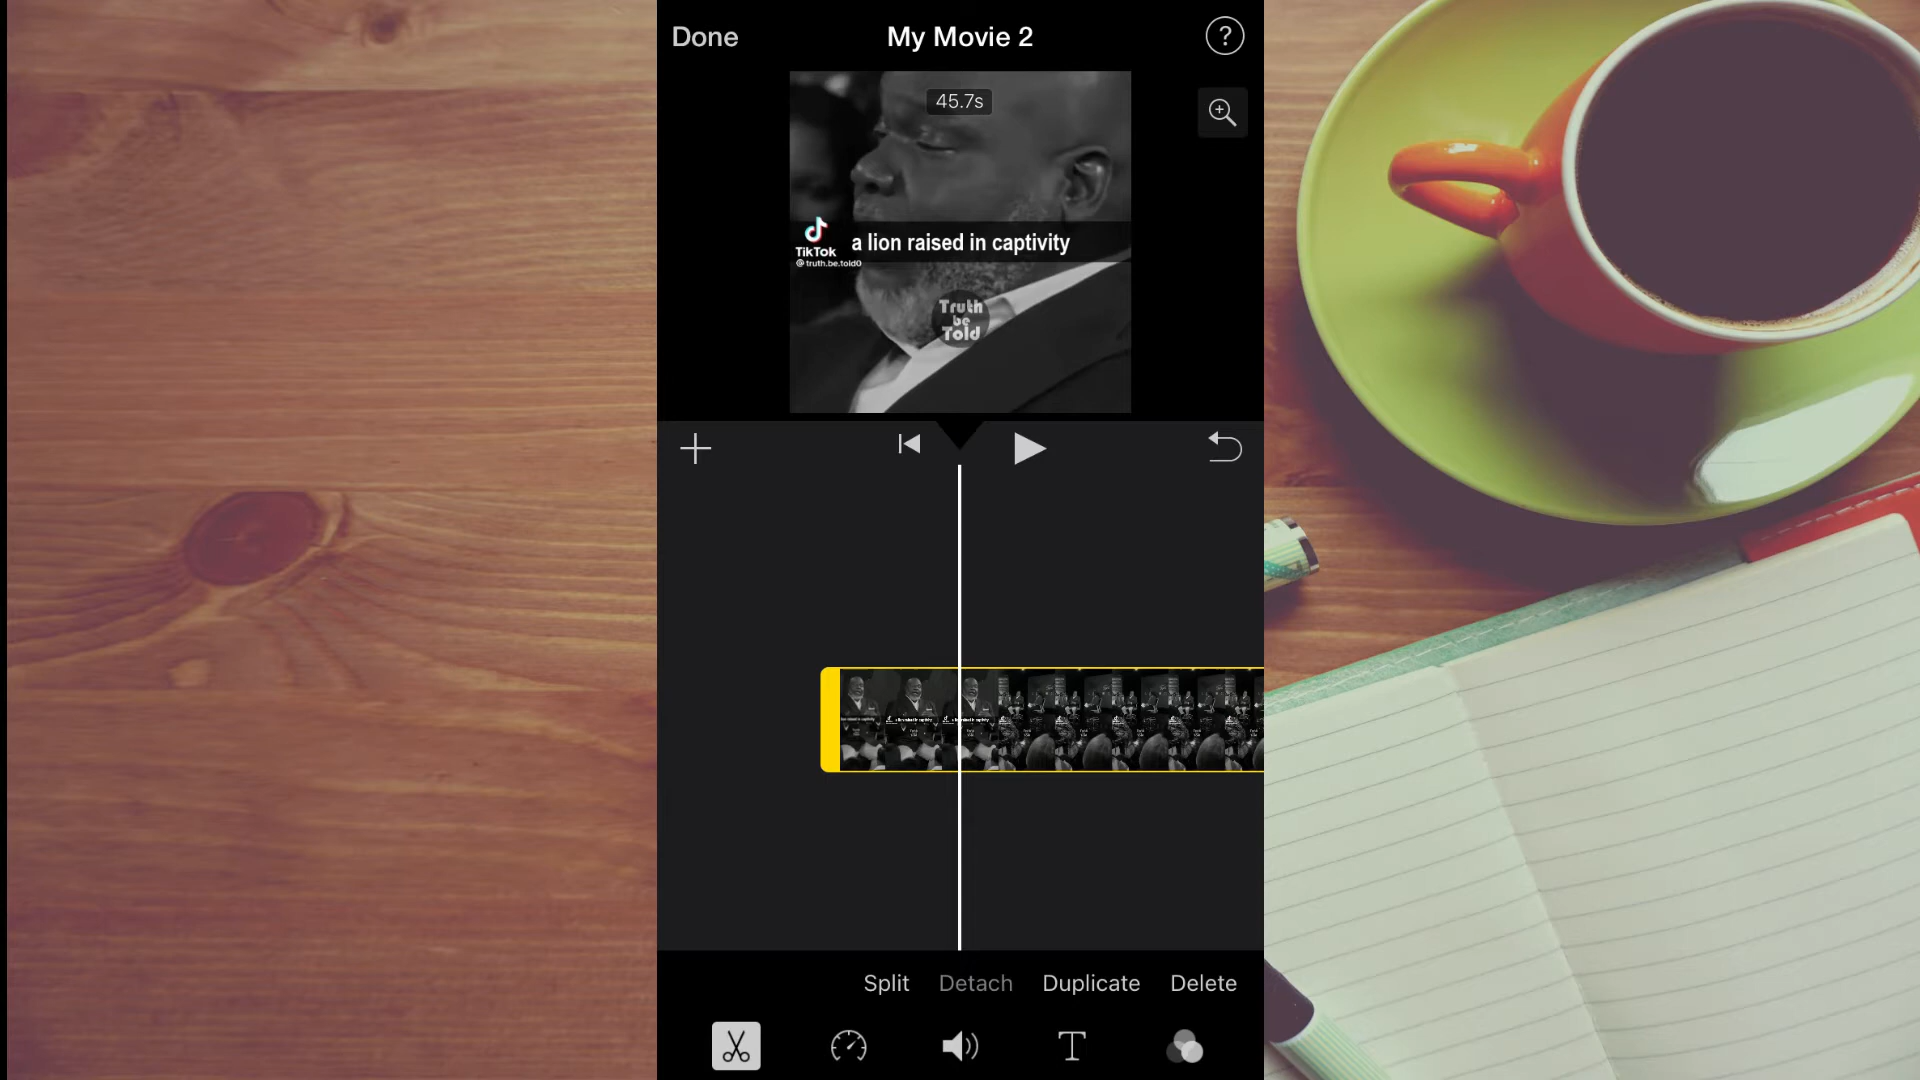 Done
My Movie 2
?
45.7s
TikTok
@truth.be.told0
a lion raised in captivity
Truth
be
Told
Split
Detach
Duplicate
Delete
T